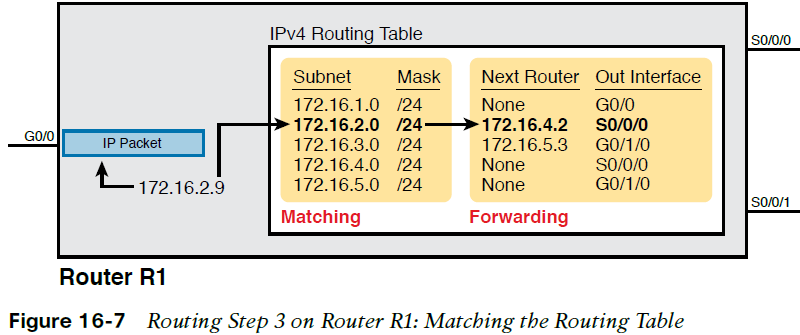 IPv4 Routing Table
S0/0/0
Subnet Mask Next Router Out Interface
172.16.1.0 /24 None G0/0
172.16.2.0 /24 172.16.4.2 S0/0/0
172.16.3.0 /24 172.16.5.3 G0/1/0
172.16.4.0 /24 None S0/0/0
172.16.5.0 /24 None G0/1/0
G0/0
IP Packet
172.16.2.9
Matching Forwarding
S0/0/1
Router R1
Figure 16-7 Routing Step 3 on Router R1: Matching the Routing Table